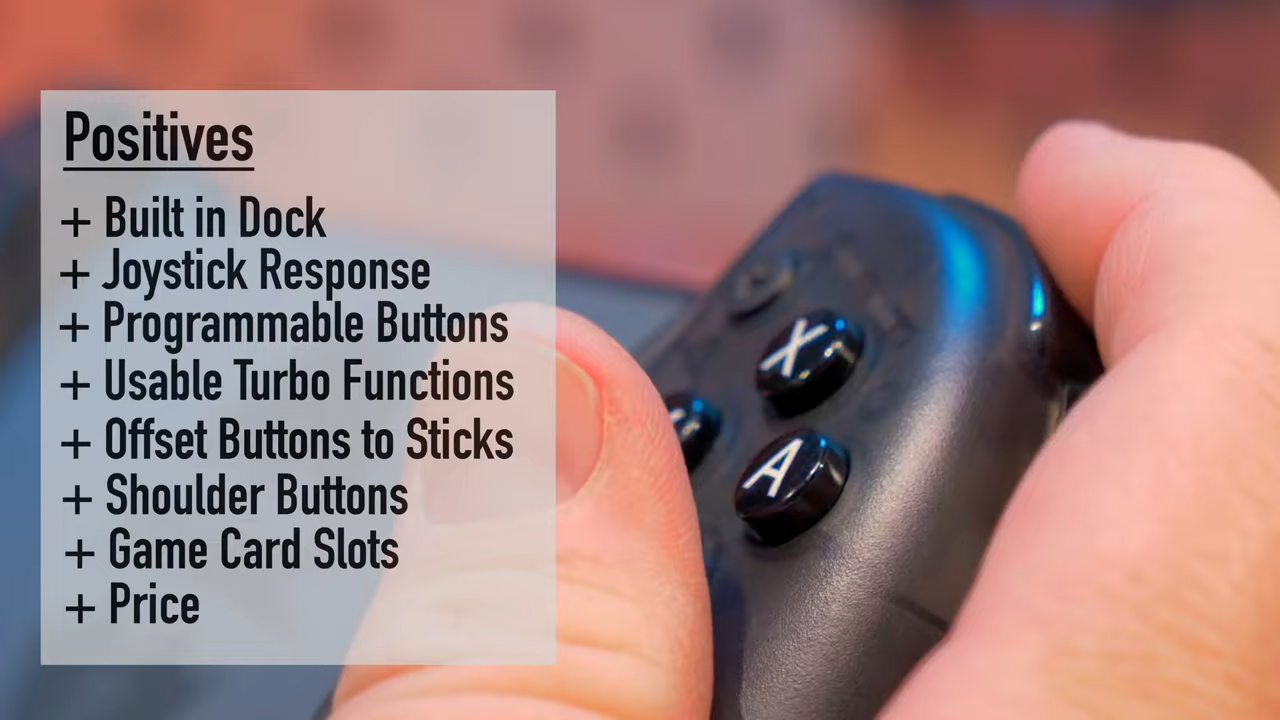 Positives
+ Built in Dock
+ Joystick Response
+ Programmable Buttons
+ Usable Turbo Functions
+ Offset Buttons to Sticks
+ Shoulder Buttons
+ Game Card Slots
+ Price
X
A